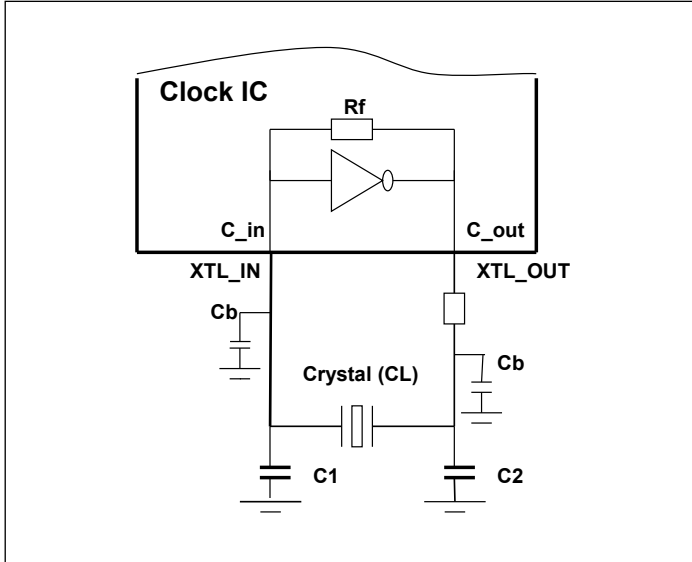 Clock IC
Rf
C_in
C_out
XTL_IN
XTL_OUT
Cb
Crystal (CL)
Cb
C1
C2